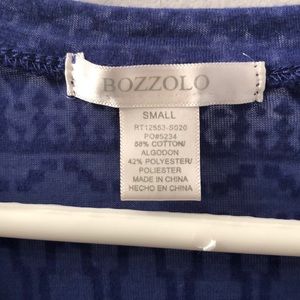 BOZZOLO
SMALL
RT12553-S020
PO#5234
58% COTTON/
ALGODON
42% POLYESTER/
POLIESTER
MADE IN CHINA
HECHO EN CHINA